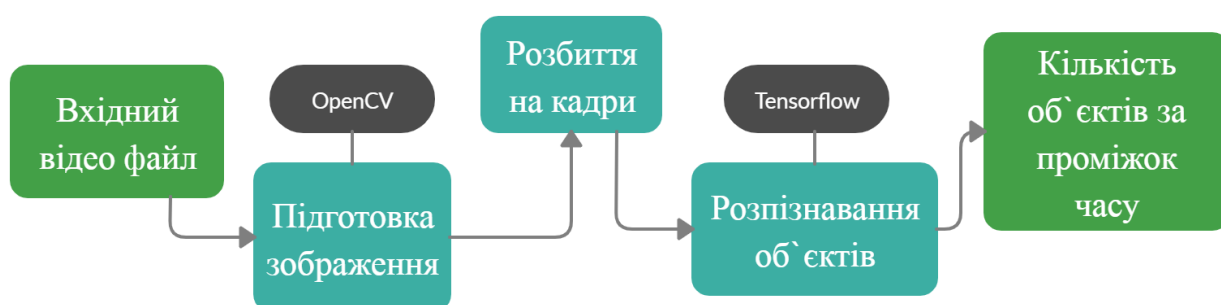 Вхідний
відео файл
OpenCV
Підготовка
зображення
Розбиття
на кадри
Tensorflow
Розпізнавання
об`єктів
Кількість
об`єктів за
проміжок
часу